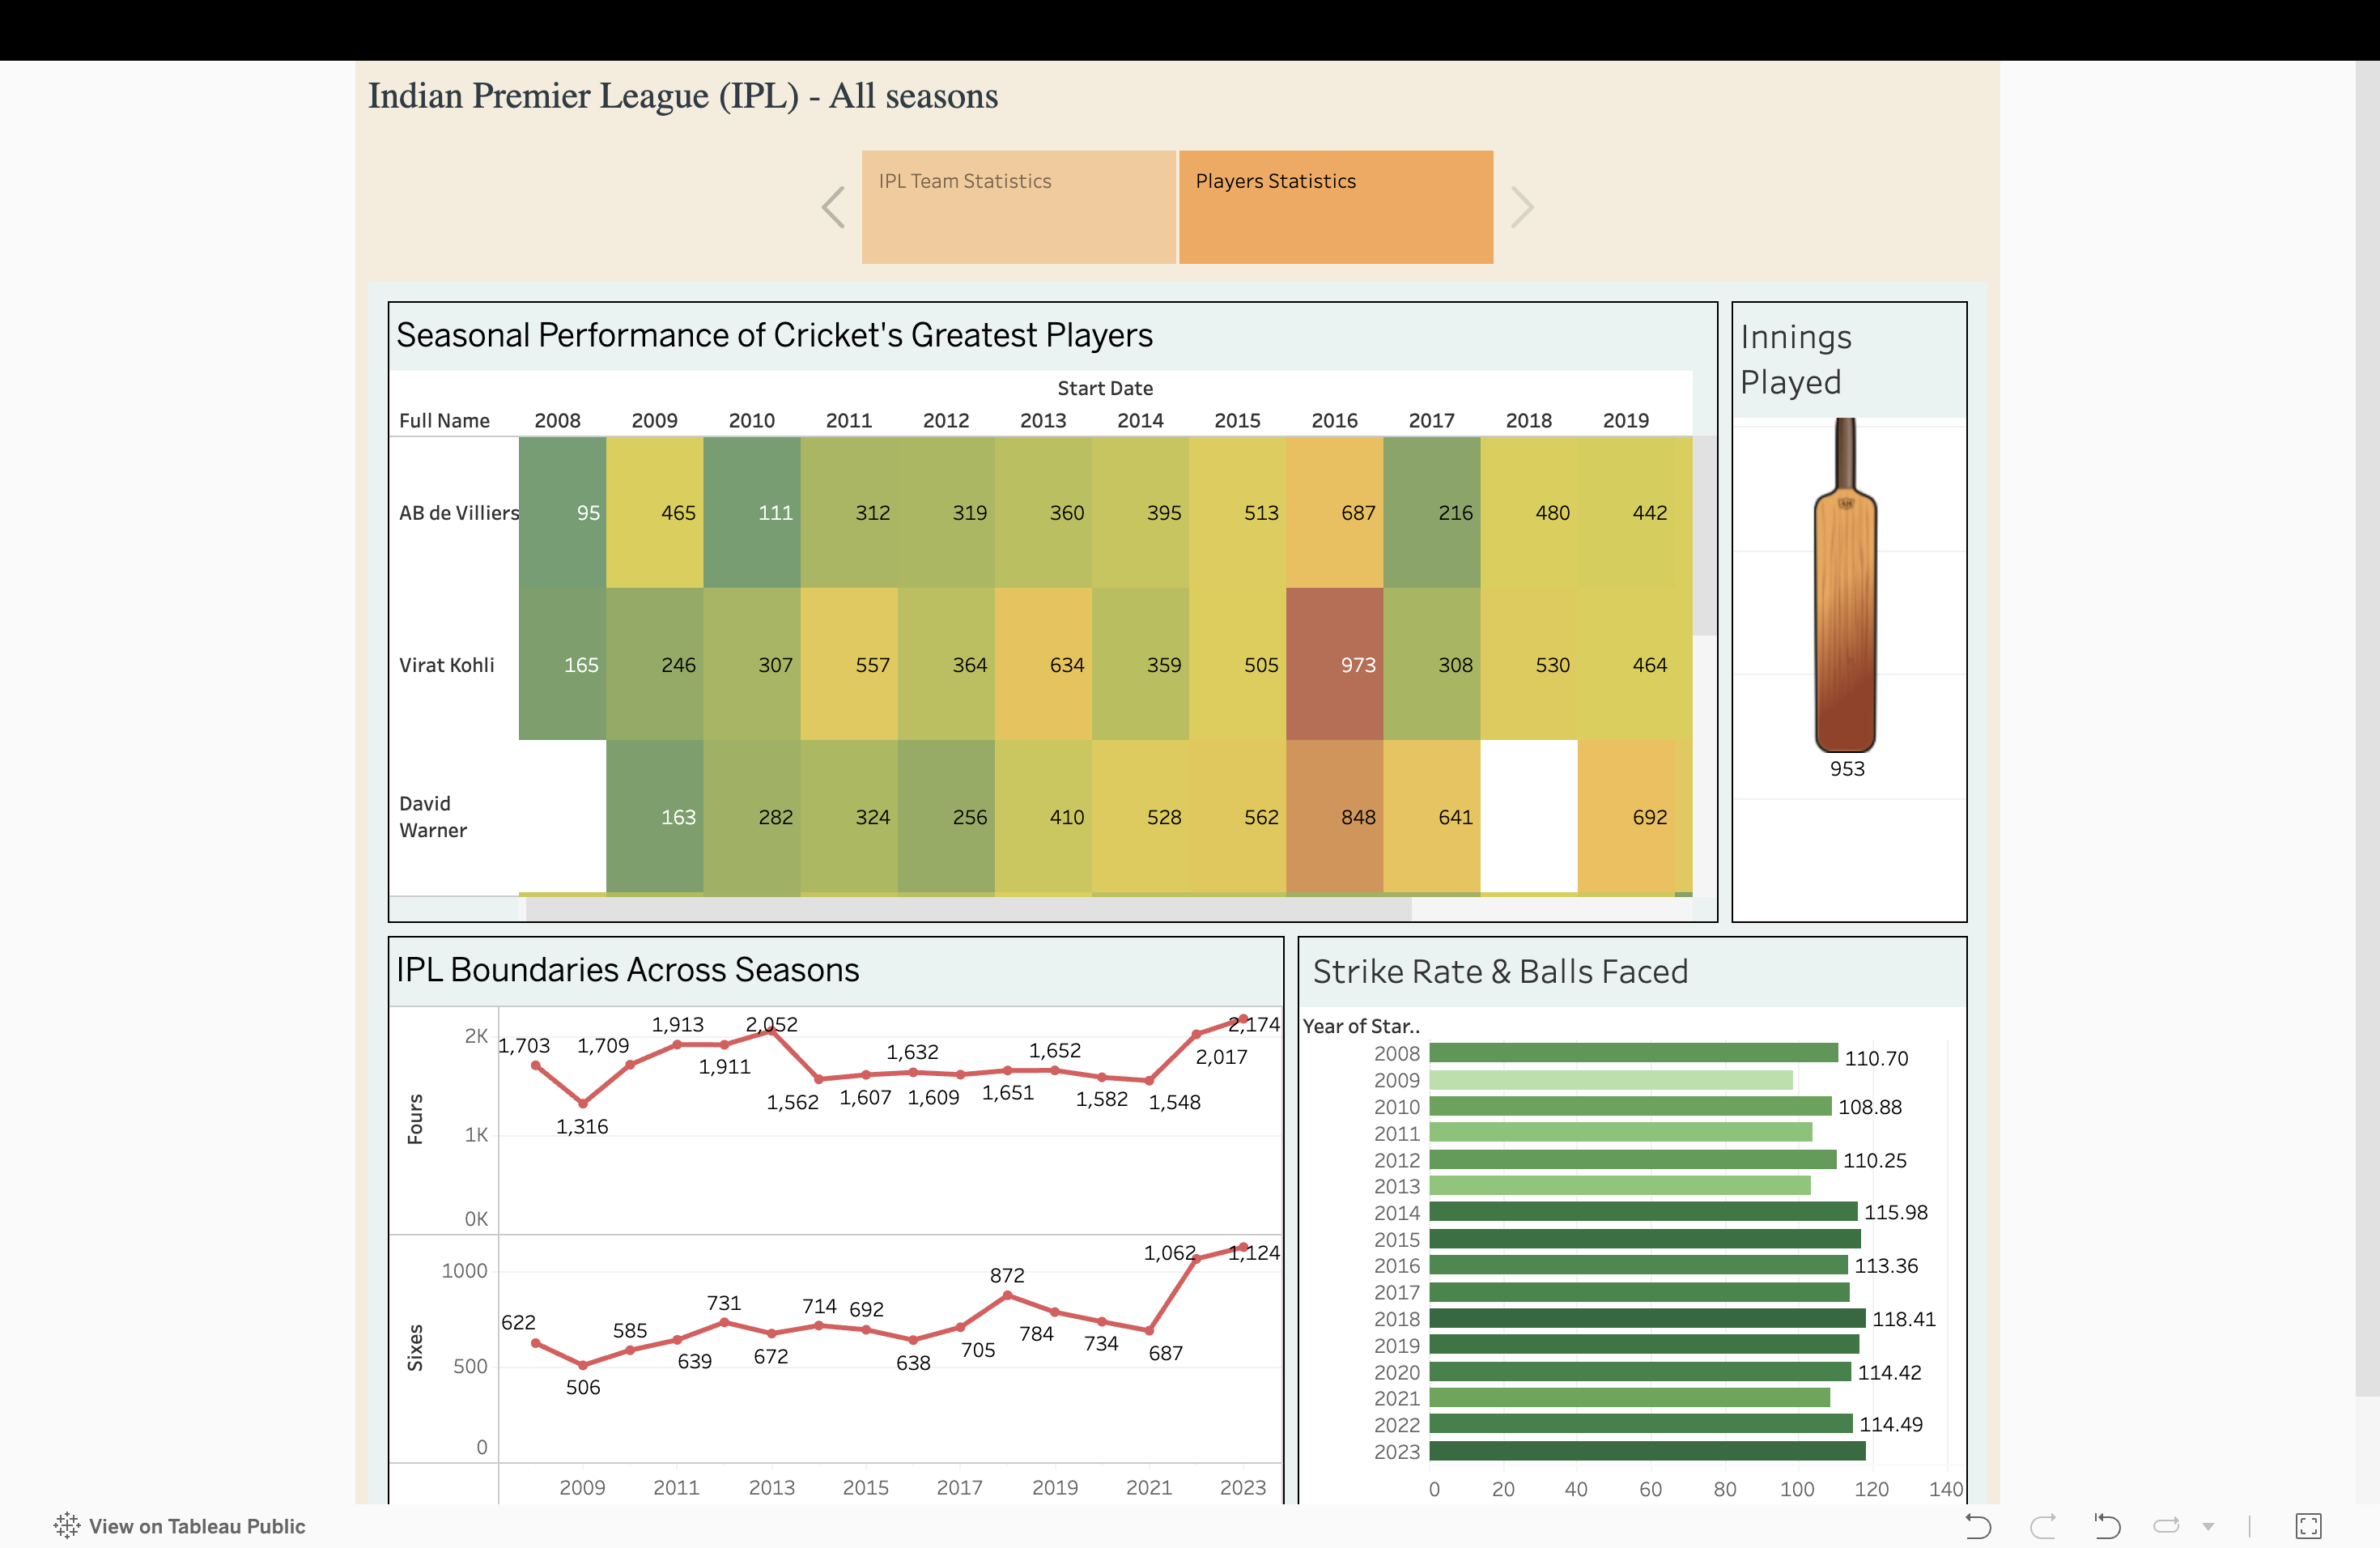 Indian Premier League (IPL) - All seasons
IPL Team Statistics
Players Statistics
Seasonal Performance of Cricket's Greatest Players
Start Date
Full Name 2008 2009 2010 2011 2012 2013 2014 2015 2016 2017 2018 2019
AB de Villiers 95 465 111 312 319 360 395 513 687 216 480 442
Virat Kohli 165 246 307 557 364 634 359 505 973 308 530 464
David
Warner
163 282 324 256 410 528 562 848 641 692
Innings
Played
953
IPL Boundaries Across Seasons
Fours
2K
1K
0K
1,703 1,316 1,709 1,913 1,911 2,052 1,562 1,607 1,632 1,609 1,651 1,652 1,582 1,548 2,017 2,174
Sixes
1000
500
0
622 506 585 639 731 672 714 692 638 705 872 784 734 687 1,062 1,124
2009 2011 2013 2015 2017 2019 2021 2023
Strike Rate & Balls Faced
Year of Star..
2008 110.70
2009
2010 108.88
2011
2012 110.25
2013
2014 115.98
2015
2016 113.36
2017
2018 118.41
2019
2020 114.42
2021
2022 114.49
2023
0 20 40 60 80 100 120 140
View on Tableau Public